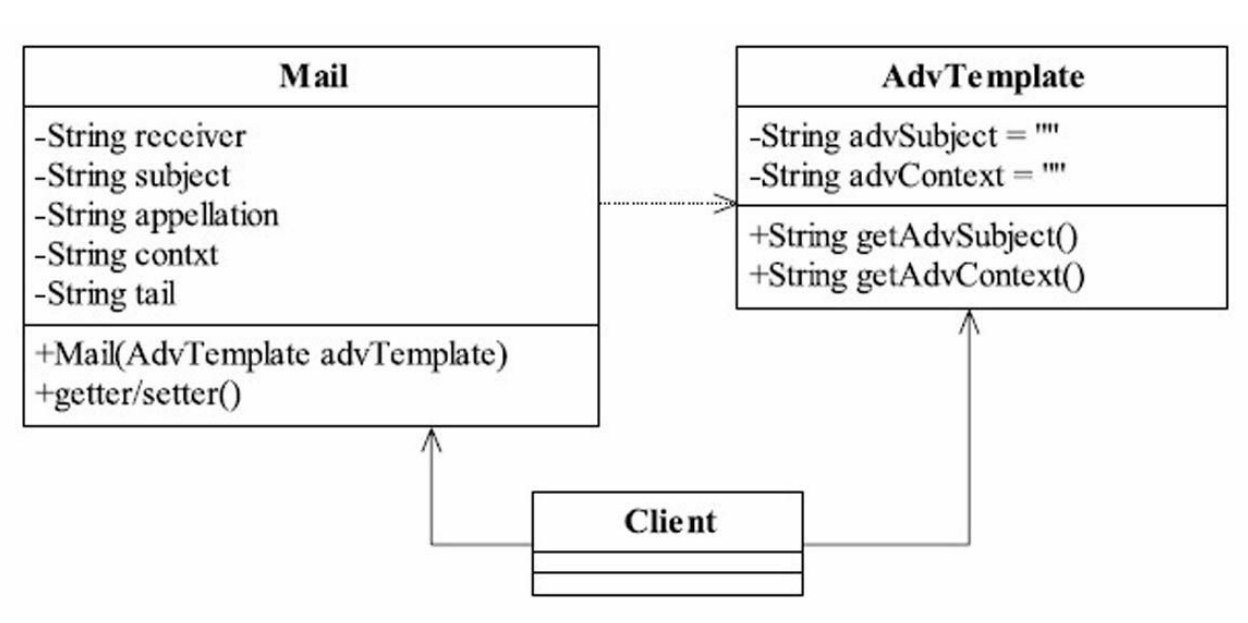 Mail
-String receiver
-String subject
-String appellation
-String contxt
-String tail
+Mail(AdvTemplate advTemplate)
+getter/setter()
AdvTemplate
-String advSubject = ""
-String advContext = ""
+String getAdvSubject()
+String getAdvContext()
Client